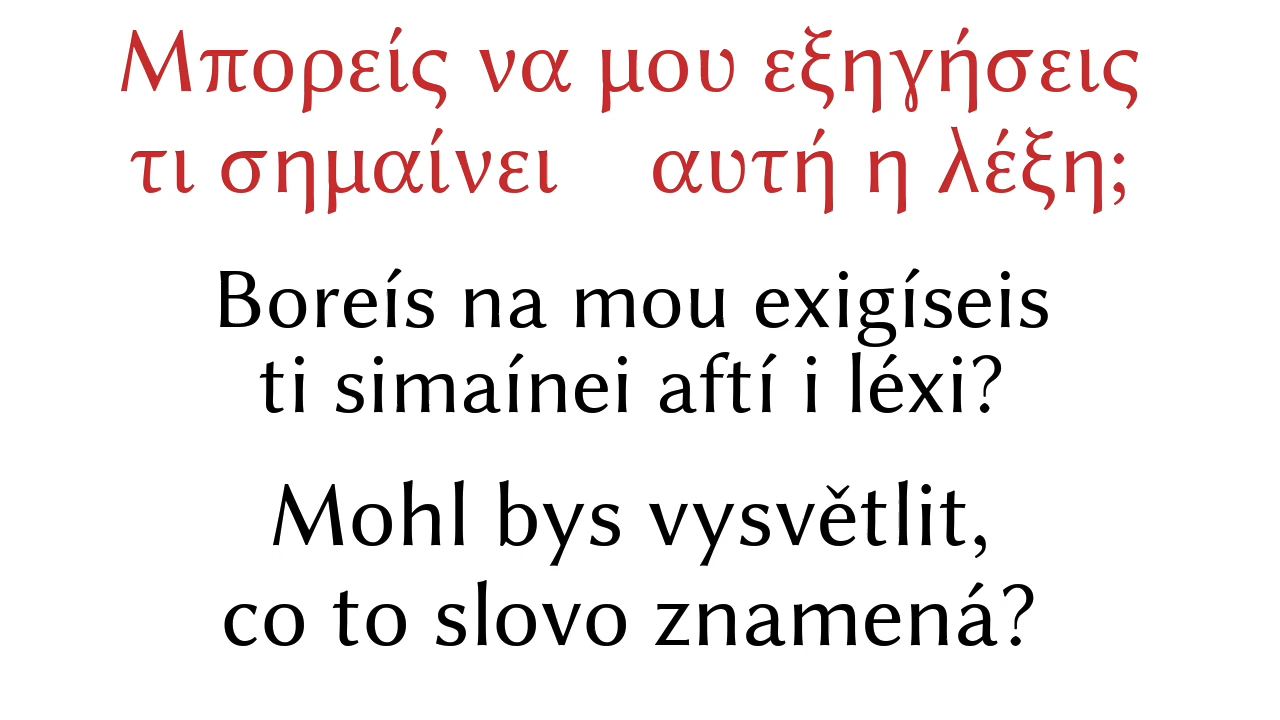 Μπορείς να μου εξηγήσεις
τι σημαίνει αυτή η λέξη;
Boreís na mou exigíseis
ti simaínei aftí i léxi?
Mohl bys vysvětlit,
co to slovo znamená?